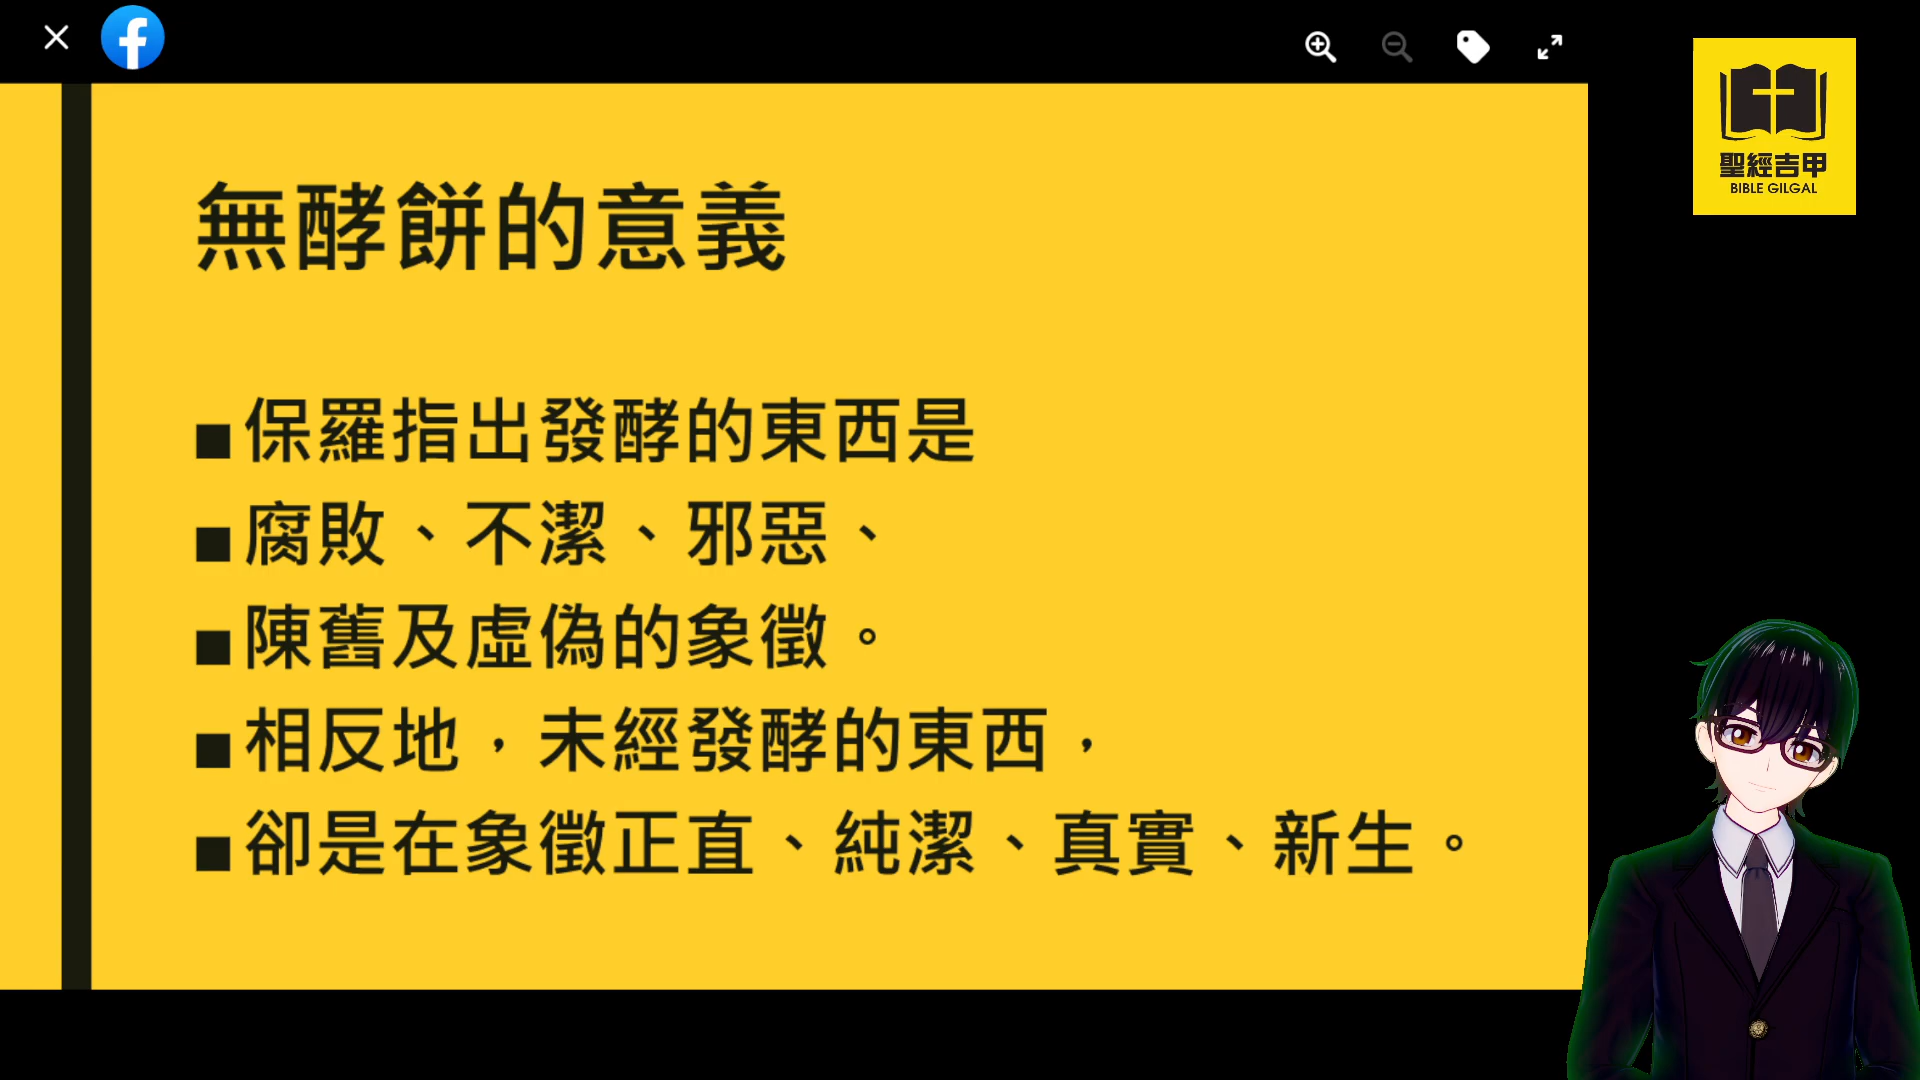 聖經吉甲
BIBLE GILGAL
無酵餅的意義
■保羅指出發酵的東西是
■腐敗、不潔、邪惡、
■陳舊及虛偽的象徵。
■相反地，未經發酵的東西，
■卻是在象徵正直、純潔、真實、新生。